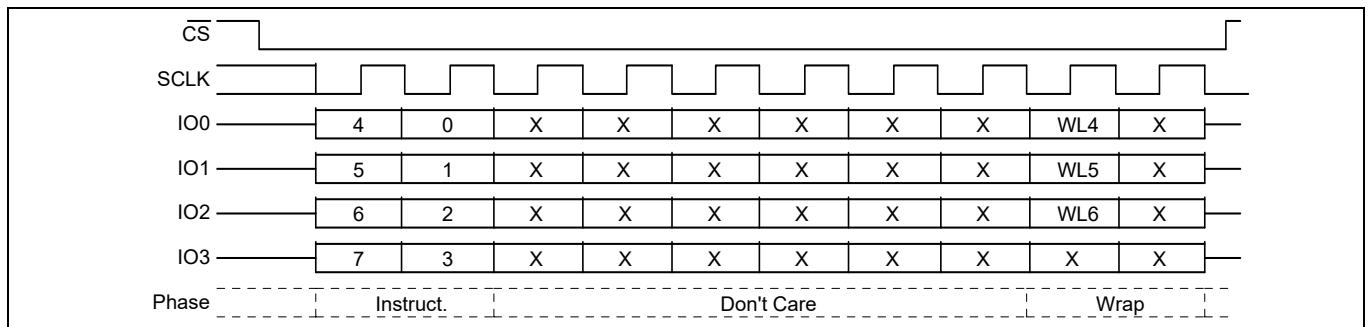 CS
SCLK
IO0 4 0 X X X X X X WL4 X
IO1 5 1 X X X X X X WL5 X
IO2 6 2 X X X X X X WL6 X
IO3 7 3 X X X X X X X X
Phase Instruct. Don't Care Wrap